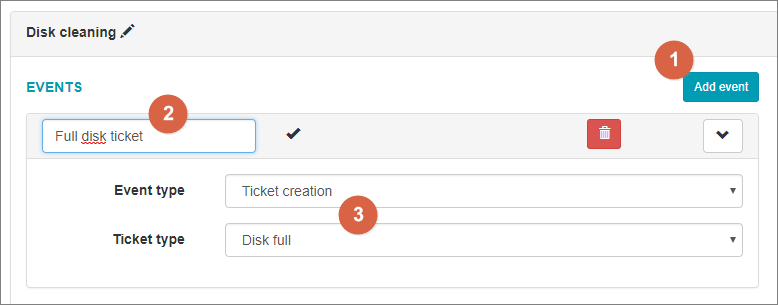 Disk cleaning
1
EVENTS
Add event
2
Full disk ticket
Event type
Ticket creation
3
Ticket type
Disk full